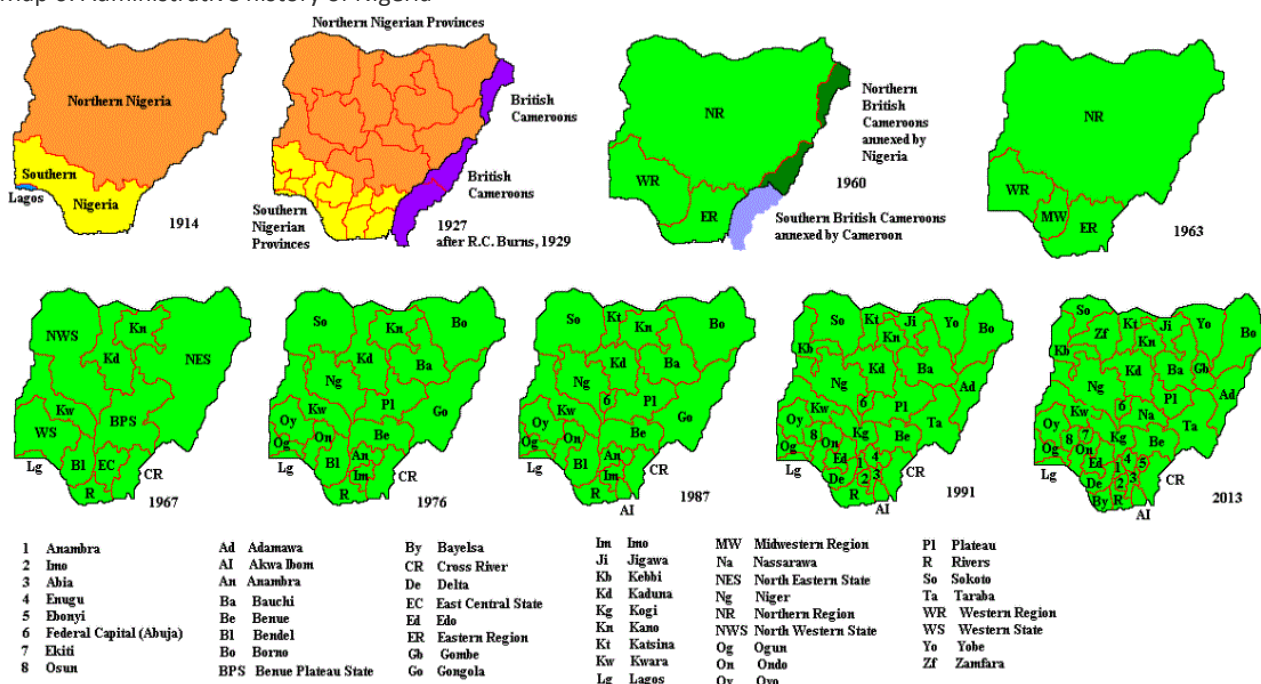 map of Administrative history of Nigeria
Northern Nigerian Provinces
Northern Nigeria
Southern
Nigeria
Lagos
1914
British
Cameroons
British
Cameroons
Southern
Nigerian
Provinces
1927
after R.C. Burns, 1929
NR
WR
ER
Northern
British
Cameroons
annexed by
Nigeria
1960
Southern British Cameroons
annexed by Cameroon
NR
WR
MW
ER
1963
NWS
Kn
Kd
NES
Kw
WS
BPS
Bl
EC
Lg
CR
R
1967
So
Kn
Bo
Kd
Ba
Ng
Pl
Go
Oy
Kw
Be
Og
On
An
Lg
Bl
Im
CR
R
1976
So
Kt
Kn
Bo
Kd
Ba
Ng
6
Pl
Go
Oy
Kw
Be
Og
On
An
Lg
Bl
Im
CR
R
AI
1987
So
Kt
Ji
Yo
Bo
Kn
Kb
Kd
Ba
Ng
Ad
6
Pl
Oy
Kw
Ta
8
On
Kg
Be
Og
Ed
1
4
Lg
De
2
3
CR
R
AI
1991
So
Zf
Kt
Ji
Yo
Bo
Kn
Kb
Kd
Ba
Gb
Ng
Ad
6
Pl
Na
Oy
Kw
Ta
8
7
On
Kg
Be
Og
Ed
1
4
5
Lg
De
2
3
CR
By
R
AI
2013
1 Anambra
2 Imo
3 Abia
4 Enugu
5 Ebonyi
6 Federal Capital (Abuja)
7 Ekiti
8 Osun
Ad Adamawa
AI Akwa Ibom
An Anambra
Ba Bauchi
Be Benue
Bl Bendel
Bo Borno
BPS Benue Plateau State
By Bayelsa
CR Cross River
De Delta
EC East Central State
Ed Edo
ER Eastern Region
Gb Gombe
Go Gongola
Im Imo
Ji Jigawa
Kb Kebbi
Kd Kaduna
Kg Kogi
Kn Kano
Kt Katsina
Kw Kwara
Lg Lagos
MW Midwestern Region
Na Nassarawa
NES North Eastern State
Ng Niger
NR Northern Region
NWS North Western State
Og Ogun
On Ondo
Oy Oyo
Pl Plateau
R Rivers
So Sokoto
Ta Taraba
WR Western Region
WS Western State
Yo Yobe
Zf Zamfara